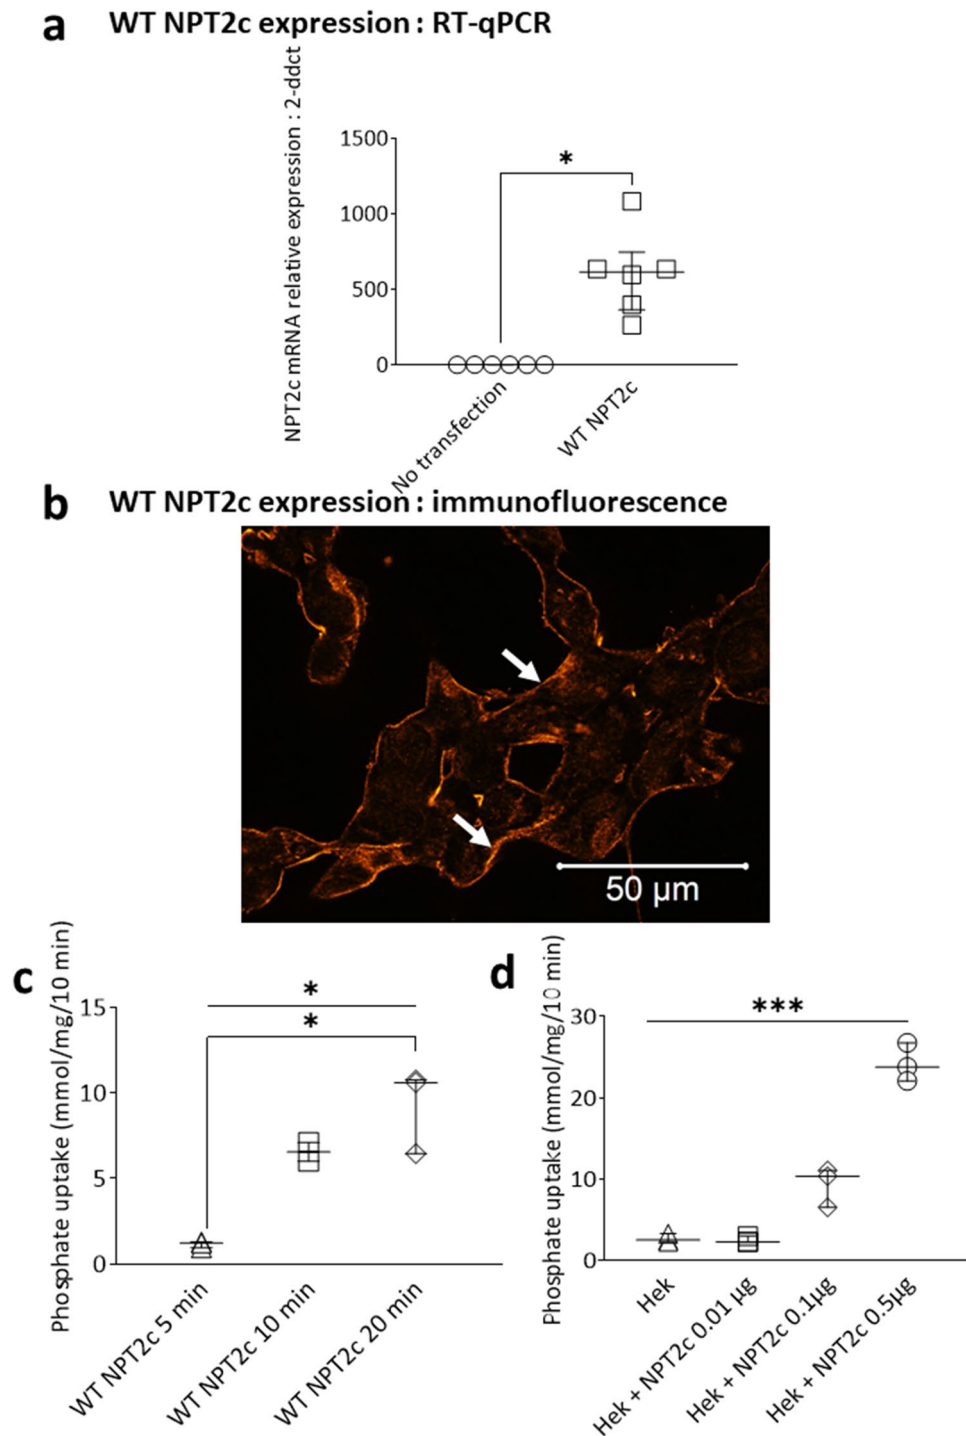 a WT NPT2c expression : RT-qPCR
NPT2c mRNA relative expression : 2-ddct
1500
*
1000
500
0
No transfection
WT NPT2c
b WT NPT2c expression : immunofluorescence
50 µm
c
Phosphate uptake (mmol/mg/10 min)
15
*
*
10
5
0
WT NPT2c 5 min
WT NPT2c 10 min
WT NPT2c 20 min
d
Phosphate uptake (mmol/mg/10 min)
30
***
20
10
0
Hek
Hek + NPT2c 0.01 µg
Hek + NPT2c 0.1µg
Hek + NPT2c 0.5µg